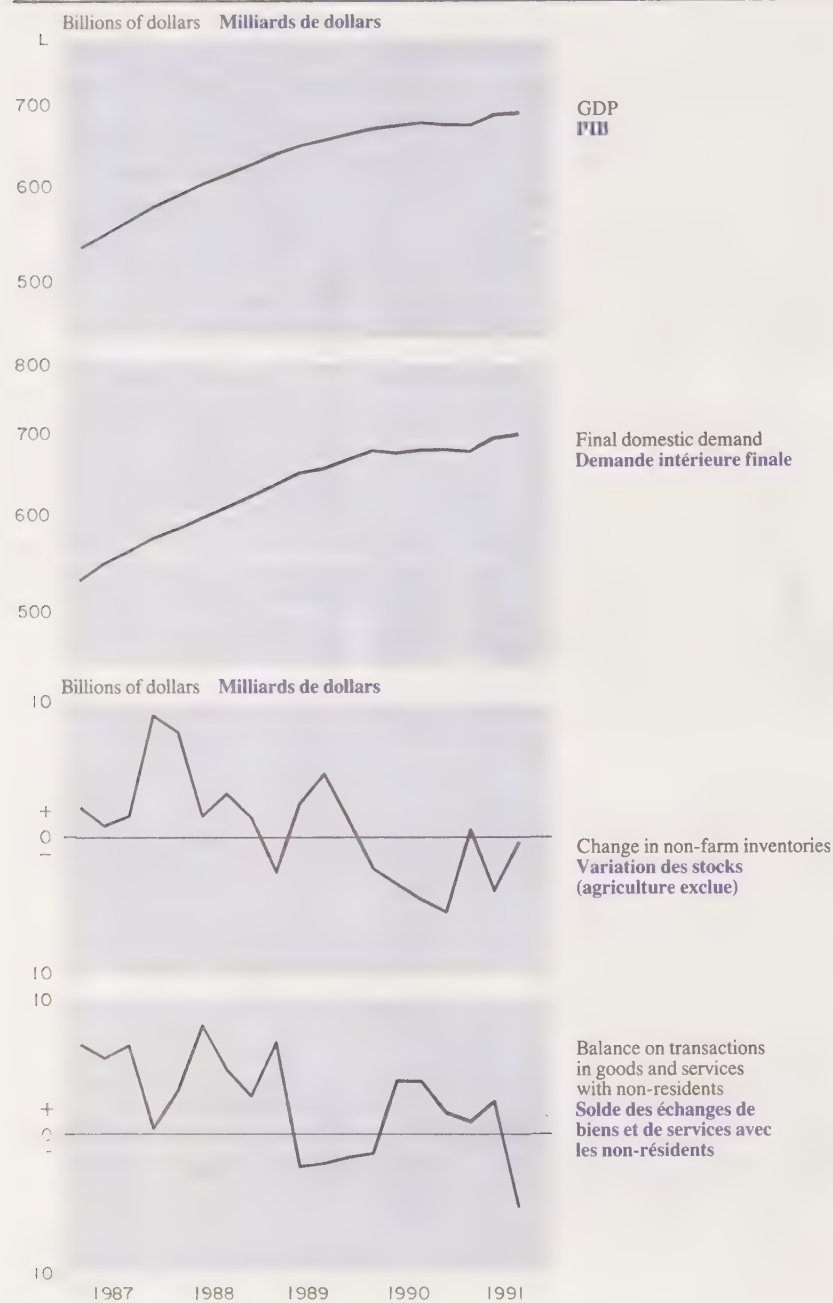 Billions of dollars Milliards de dollars
L
700
600
500
GDP
PIB
800
700
600
500
Final domestic demand
Demande intérieure finale
Billions of dollars Milliards de dollars
10
+
0
–
10
Change in non-farm inventories
Variation des stocks
(agriculture exclue)
10
+
0
-
10
Balance on transactions
in goods and services
with non-residents
Solde des échanges de
biens et de services avec
les non-résidents
1987 1988 1989 1990 1991